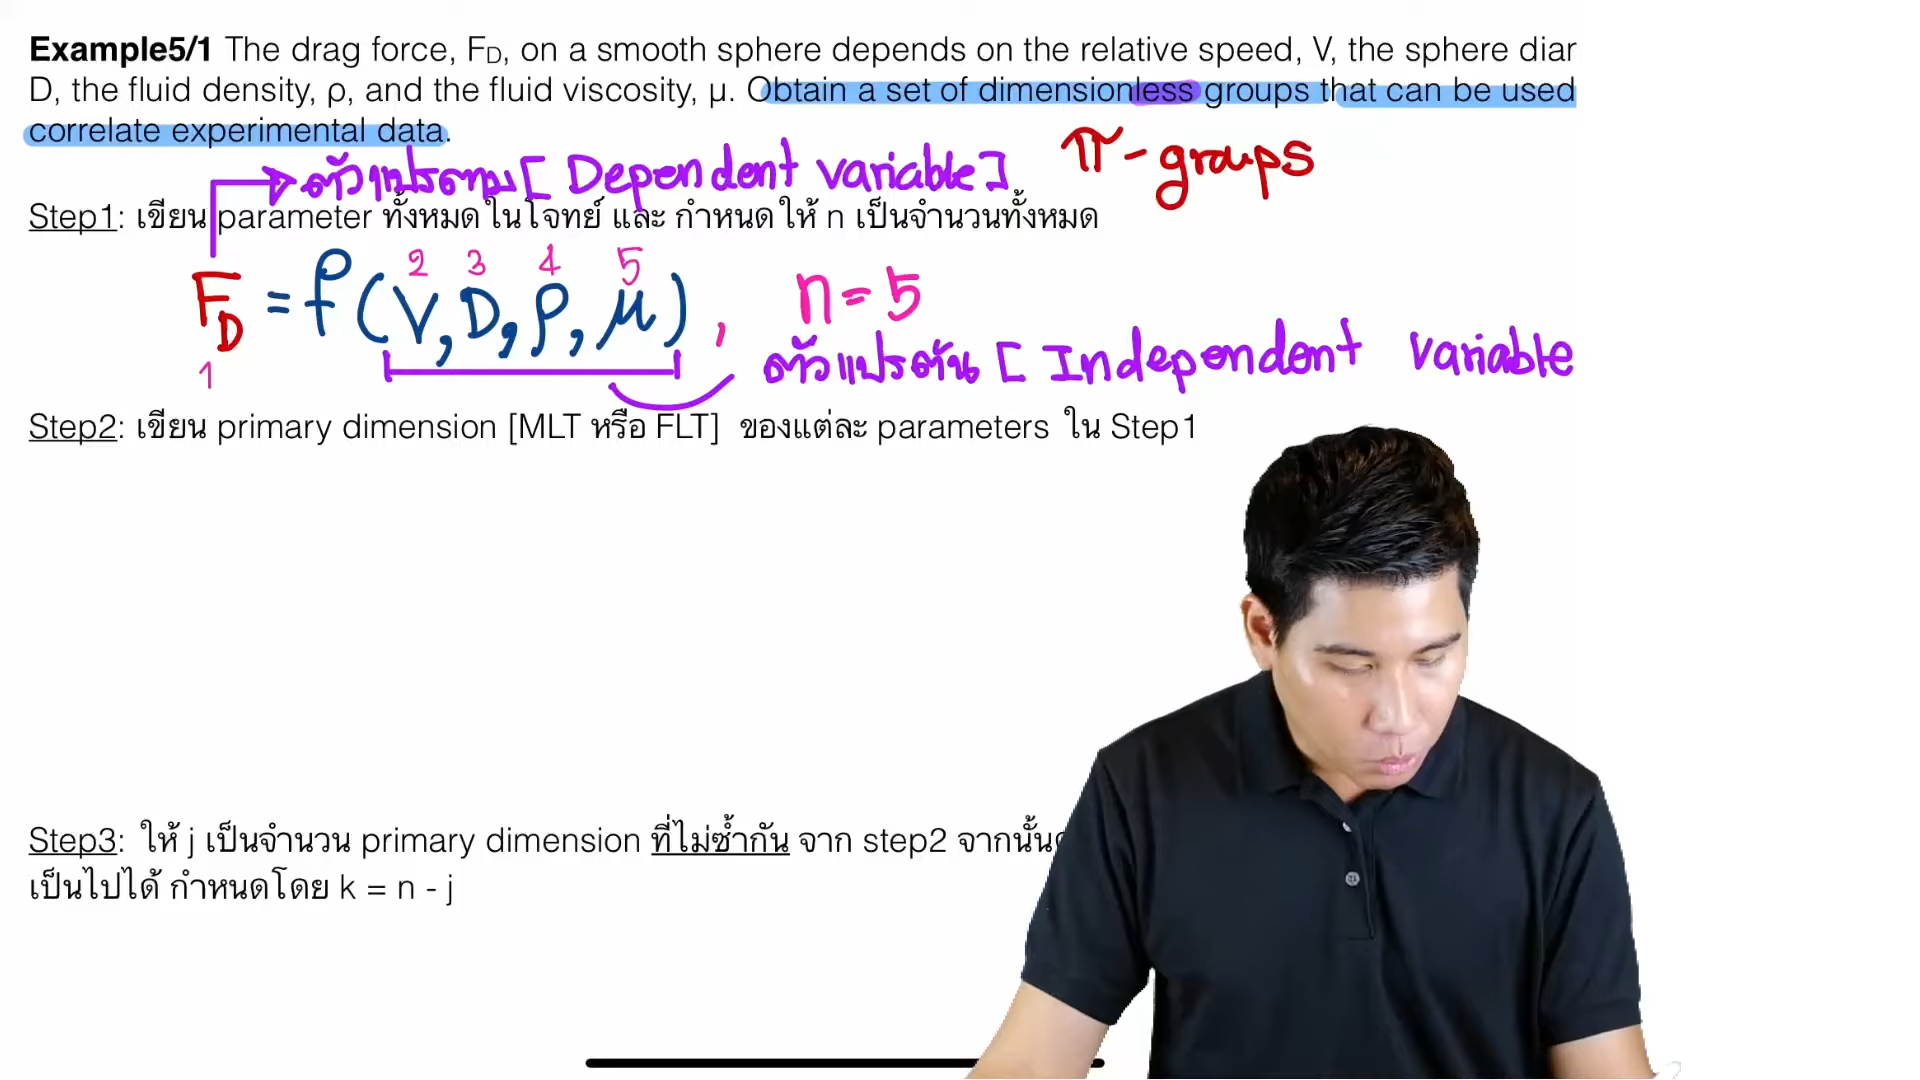 Example5/1 The drag force, FD, on a smooth sphere depends on the relative speed, V, the sphere diar
D, the fluid density, ρ, and the fluid viscosity, μ. Obtain a set of dimensionless groups that can be used
correlate experimental data.
π-groups
ตัวแปรตาม [ Dependent variable ]
Step1: เขียน parameter ทั้งหมดในโจทย์ และ กำหนดให้ n เป็นจำนวนทั้งหมด
2 3 4 5
FD = f (V, D, ρ, μ) , n = 5
1
ตัวแปรต้น [ Independent variable
Step2: เขียน primary dimension [MLT หรือ FLT] ของแต่ละ parameters ใน Step1
Step3: ให้ j เป็นจำนวน primary dimension ที่ไม่ซ้ำกัน จาก step2 จากนั้น
เป็นไปได้ กำหนดโดย k = n - j